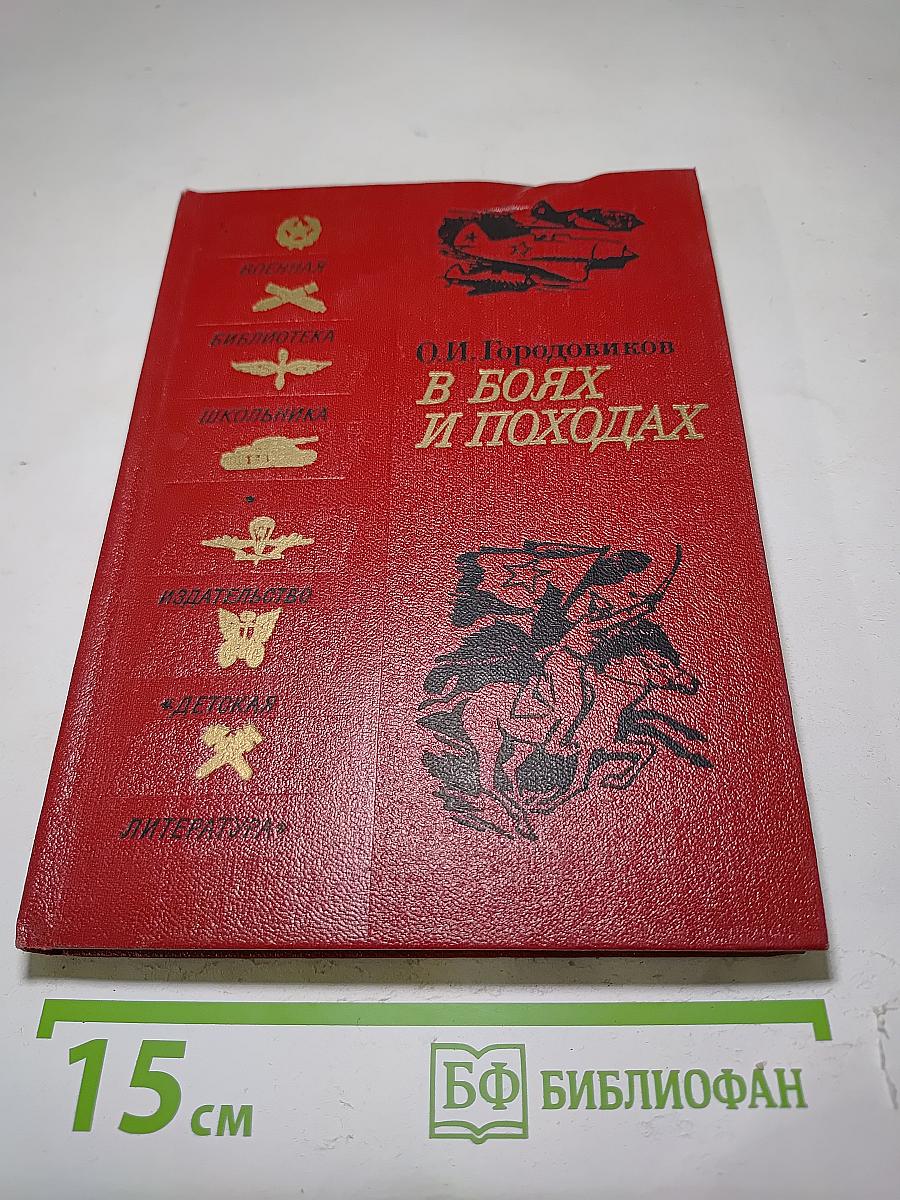 ВОЕННАЯ
БИБЛИОТЕКА
ШКОЛЬНИКА
ИЗДАТЕЛЬСТВО
«ДЕТСКАЯ
ЛИТЕРАТУРА»
О.И.Городовиков
В БОЯХ
И ПОХОДАХ
15 см
БФ БИБЛИОФАН